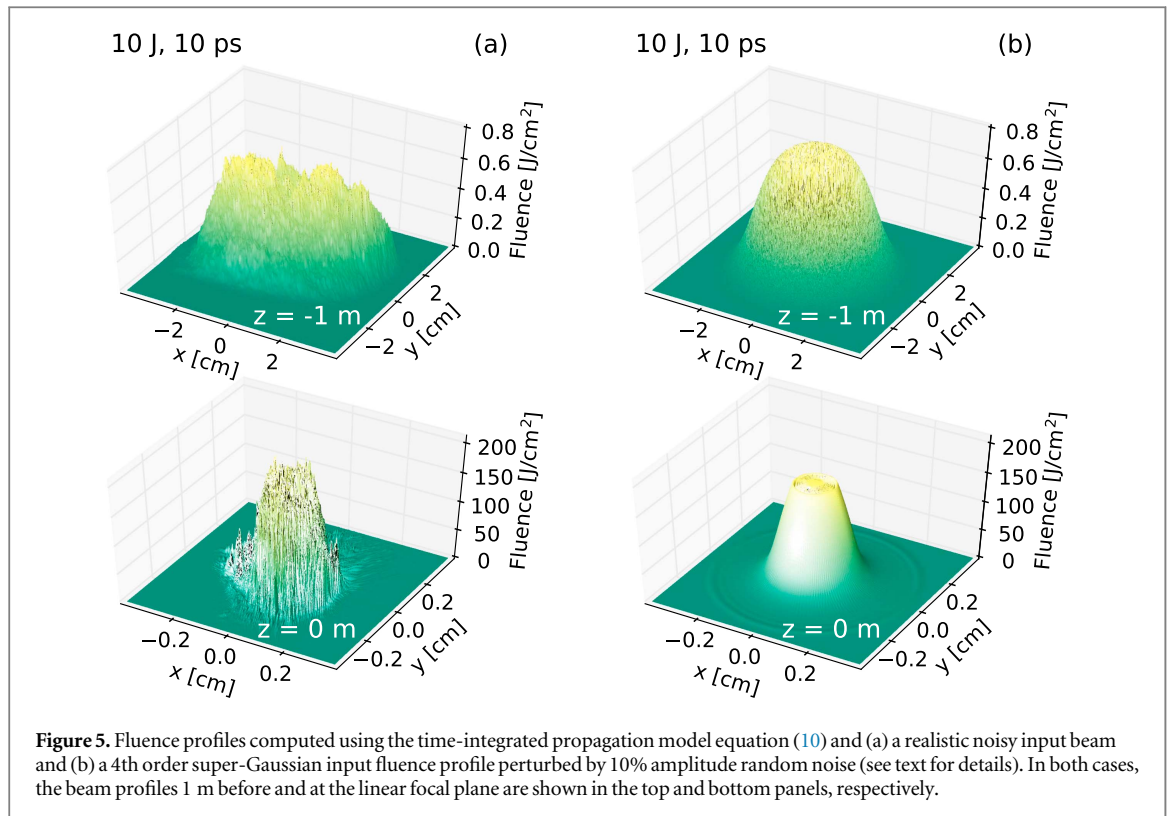 10 J, 10 ps (a)
0.8
0.6
0.4
0.2
0.0
Fluence [J/cm²]
z = -1 m
−2 0 2
x [cm]
−2 0 2
y [cm]
10 J, 10 ps (b)
0.8
0.6
0.4
0.2
0.0
Fluence [J/cm²]
z = -1 m
−2 0 2
x [cm]
−2 0 2
y [cm]
200
150
100
50
0
Fluence [J/cm²]
z = 0 m
−0.2 0.0 0.2
x [cm]
−0.2 0.0 0.2
y [cm]
200
150
100
50
0
Fluence [J/cm²]
z = 0 m
−0.2 0.0 0.2
x [cm]
−0.2 0.0 0.2
y [cm]
Figure 5. Fluence profiles computed using the time-integrated propagation model equation (10) and (a) a realistic noisy input beam
and (b) a 4th order super-Gaussian input fluence profile perturbed by 10% amplitude random noise (see text for details). In both cases,
the beam profiles 1 m before and at the linear focal plane are shown in the top and bottom panels, respectively.